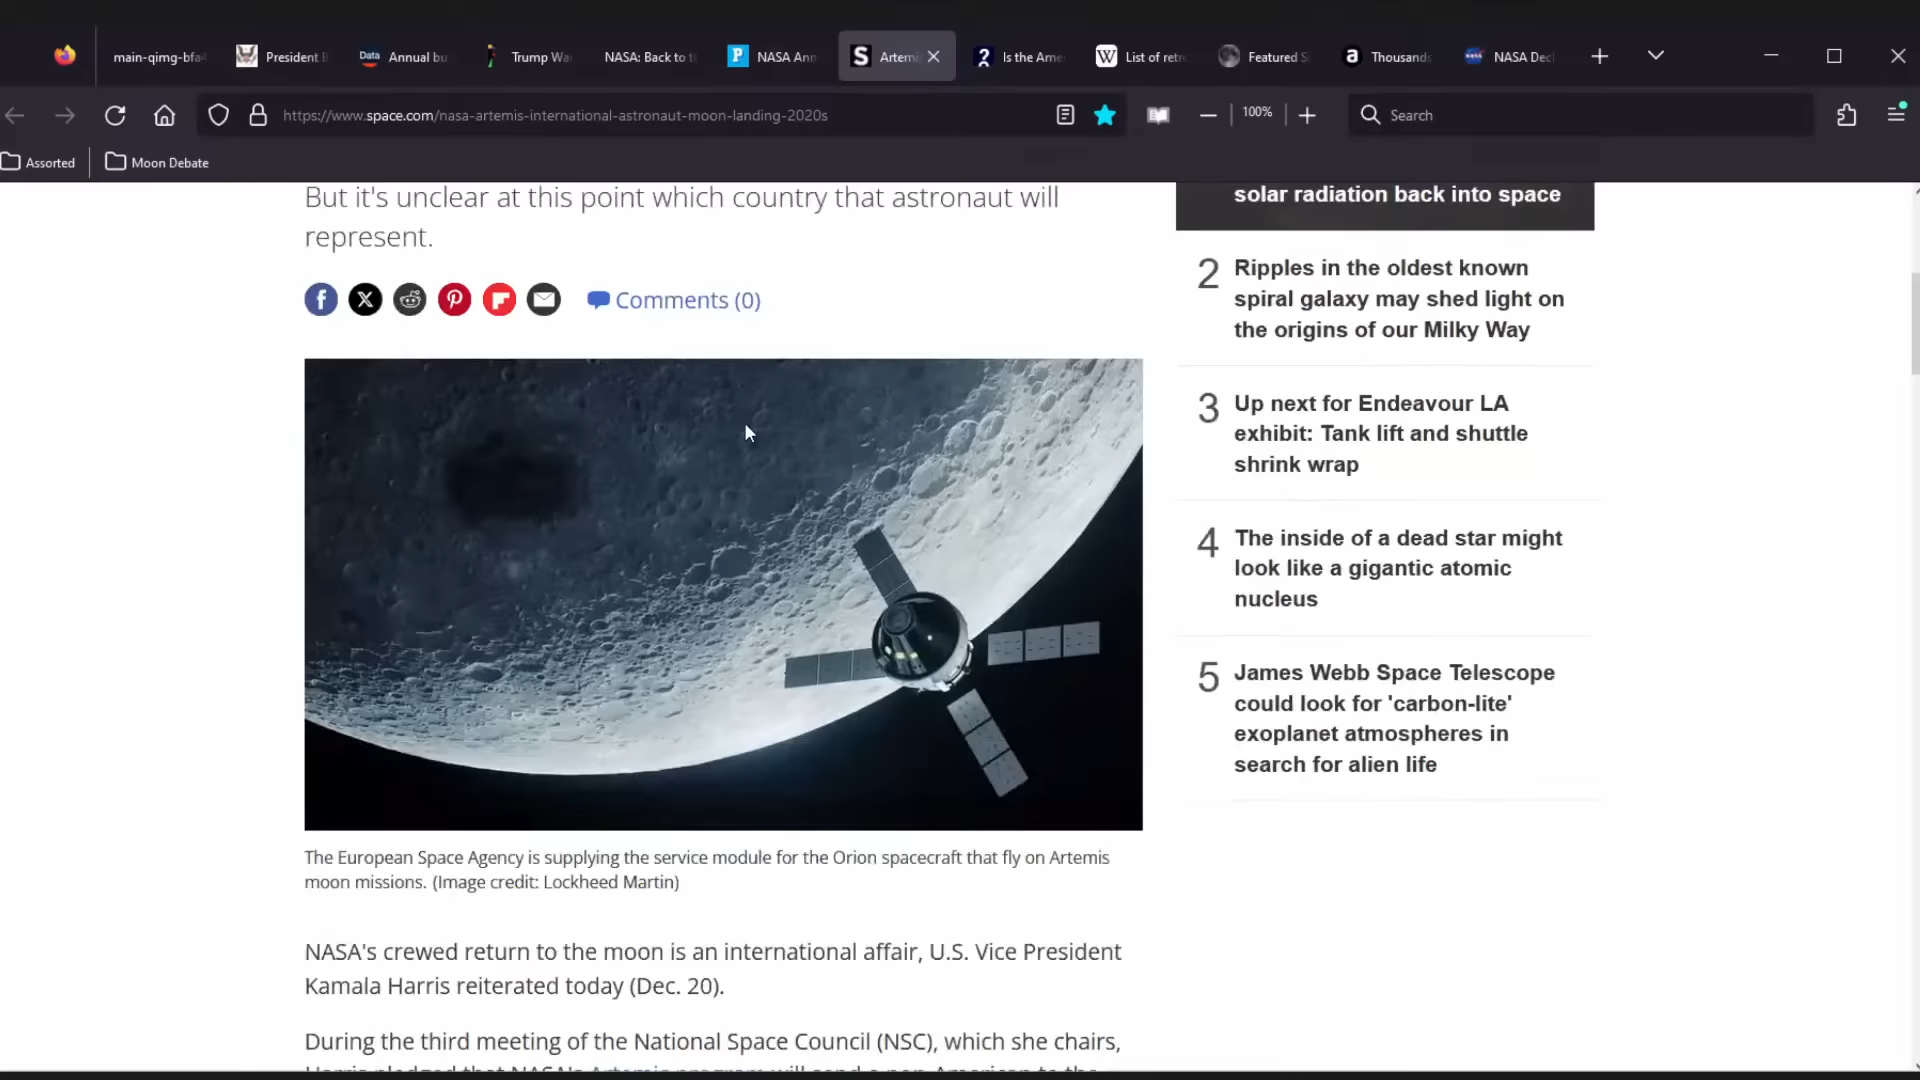 main-qimg-bfa
President
Data
Annual bu
Trump Wa
NASA: Back to t
P
NASA Ann
S
Artemi
Is the Ame
W
List of retr
Featured S
a
Thousands
NASA Decl
https://www.space.com/nasa-artemis-international-astronaut-moon-landing-2020s
100%
Search
Assorted
Moon Debate
But it's unclear at this point which country that astronaut will
represent.
Comments (0)
The European Space Agency is supplying the service module for the Orion spacecraft that fly on Artemis
moon missions. (Image credit: Lockheed Martin)
NASA's crewed return to the moon is an international affair, U.S. Vice President
Kamala Harris reiterated today (Dec. 20).
During the third meeting of the National Space Council (NSC), which she chairs,
solar radiation back into space
2
Ripples in the oldest known
spiral galaxy may shed light on
the origins of our Milky Way
3
Up next for Endeavour LA
exhibit: Tank lift and shuttle
shrink wrap
4
The inside of a dead star might
look like a gigantic atomic
nucleus
5
James Webb Space Telescope
could look for 'carbon-lite'
exoplanet atmospheres in
search for alien life